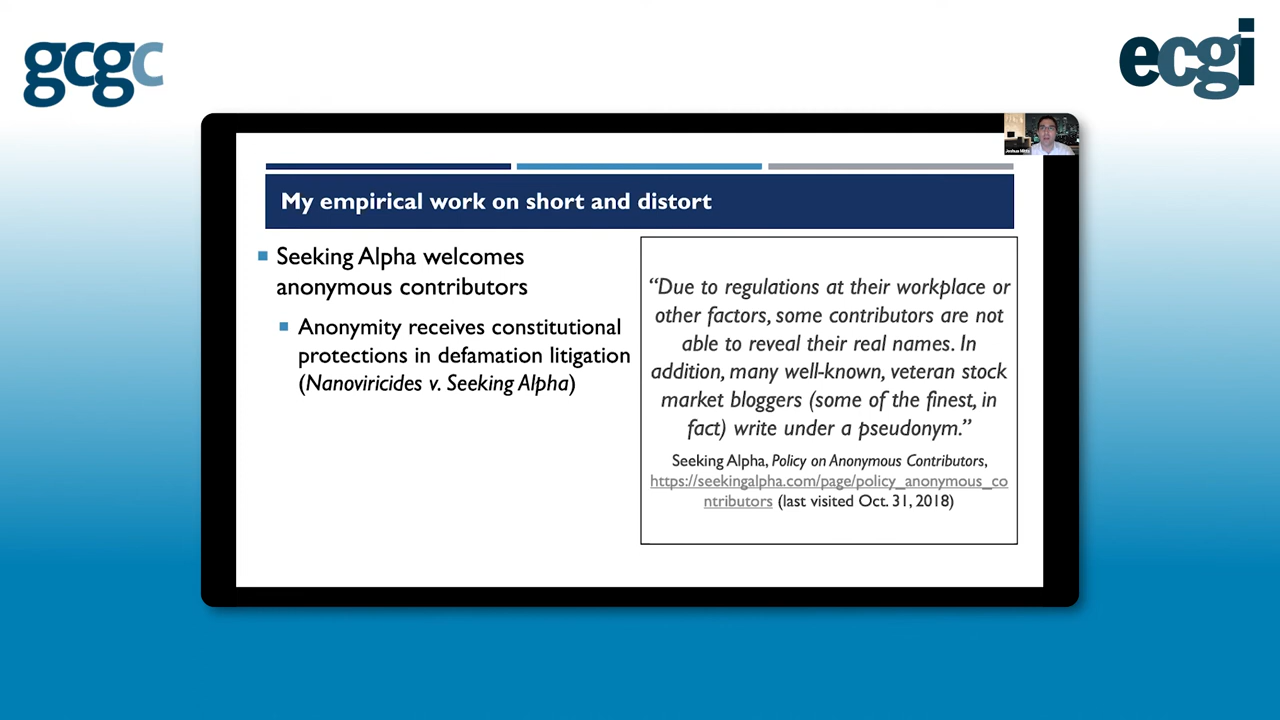 gcgc
ecgi
Joshua Mitts
My empirical work on short and distort
Seeking Alpha welcomes
anonymous contributors
Anonymity receives constitutional
protections in defamation litigation
(Nanoviricides v. Seeking Alpha)
“Due to regulations at their workplace or
other factors, some contributors are not
able to reveal their real names. In
addition, many well-known, veteran stock
market bloggers (some of the finest, in
fact) write under a pseudonym.”
Seeking Alpha, Policy on Anonymous Contributors,
https://seekingalpha.com/page/policy_anonymous_co
ntributors (last visited Oct. 31, 2018)